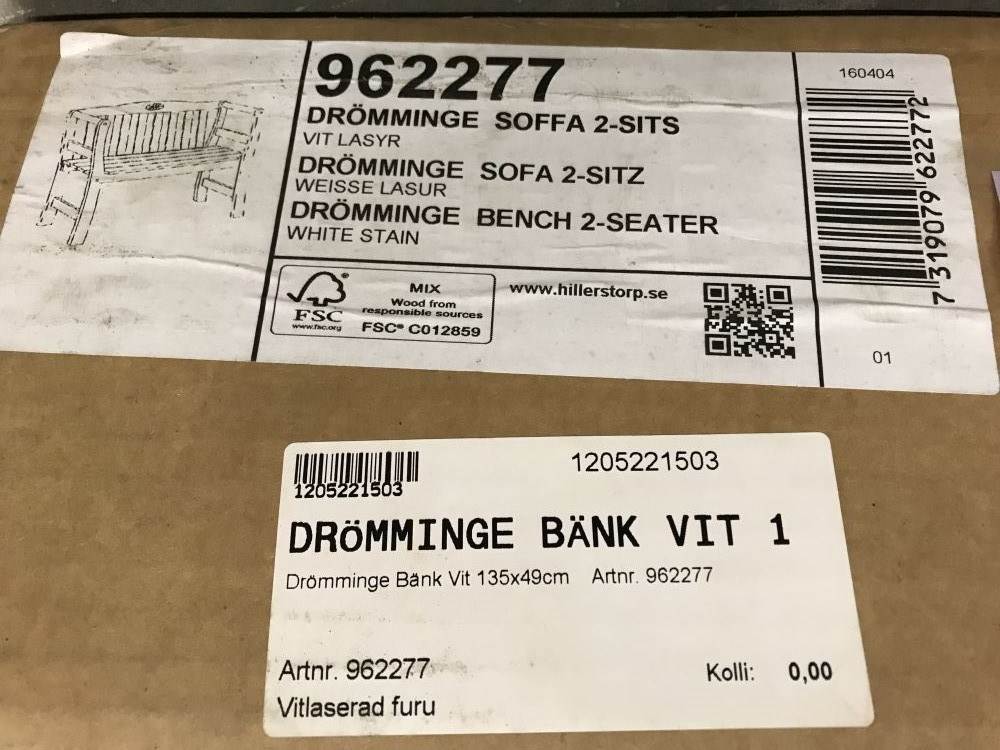 962277
DRÖMMINGE SOFFA 2-SITS
VIT LASYR
DRÖMMINGE SOFA 2-SITZ
WEISSE LASUR
DRÖMMINGE BENCH 2-SEATER
WHITE STAIN
FSC
www.fsc.org
MIX
Wood from
responsible sources
FSC® C012859
www.hillerstorp.se
160404
7 319079 622772
01
1205221503
1205221503
DRÖMMINGE BÄNK VIT 1
Drömminge Bänk Vit 135x49cm Artnr. 962277
Artnr. 962277 Kolli: 0,00
Vitlaserad furu